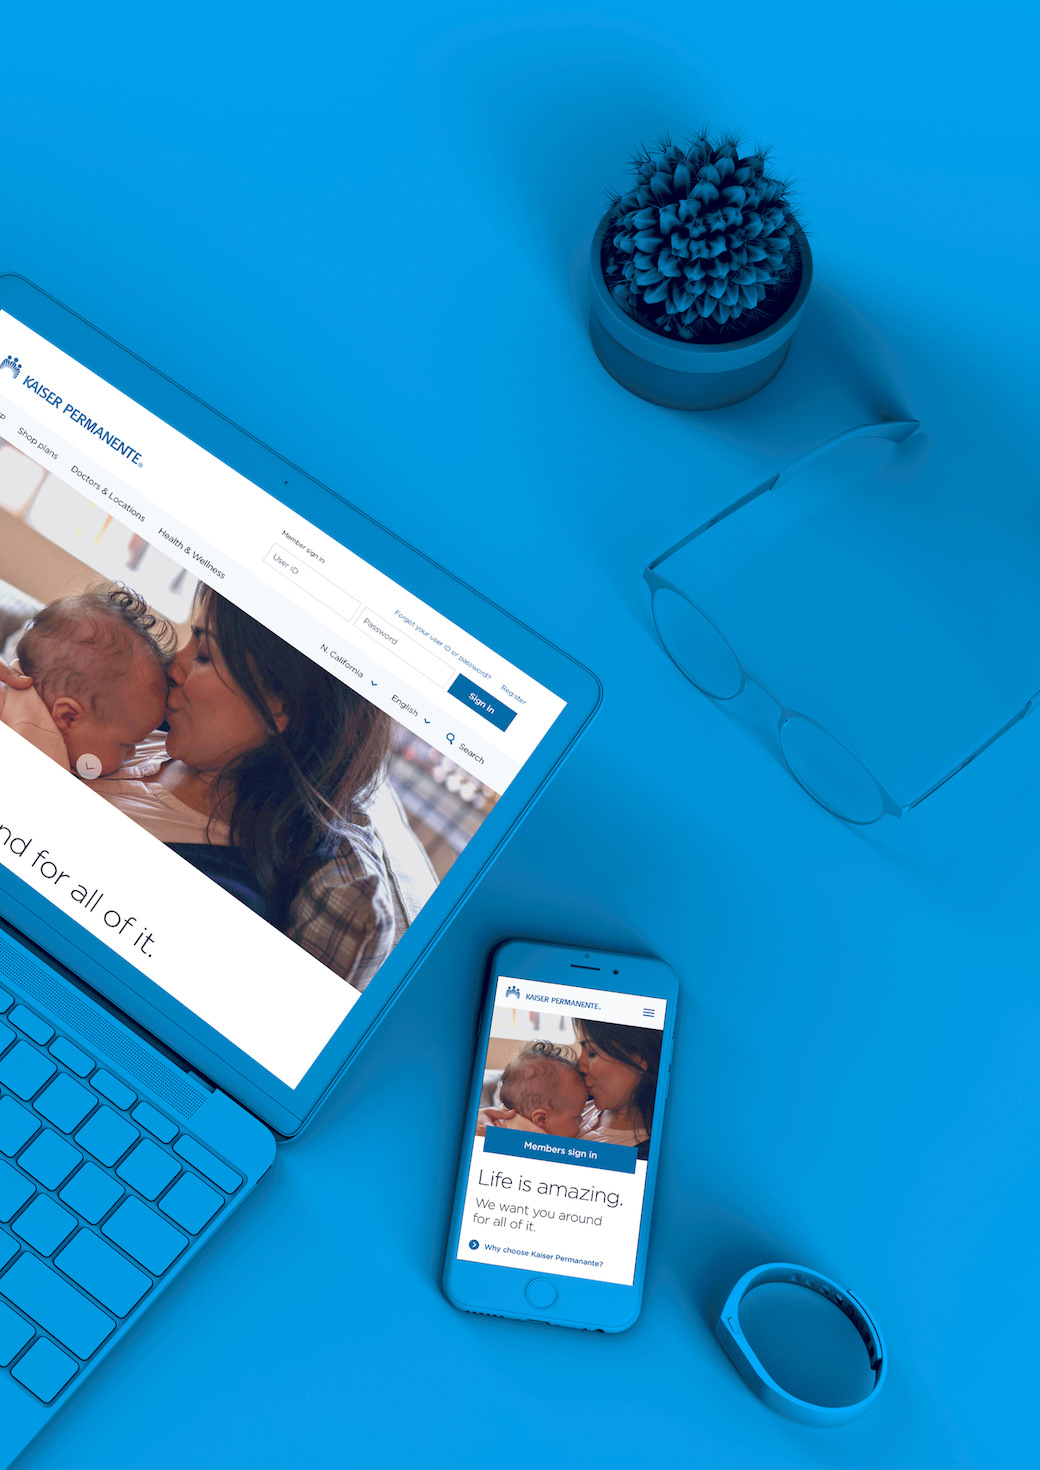 KAISER PERMANENTE®
Shop plans
Doctors & Locations
Health & Wellness
Member sign in
User ID
Password
Forgot your user ID or password?
Register
Sign in
N. California
English
Search
nd for all of it.
KAISER PERMANENTE®
Members sign in
Life is amazing.
We want you around
for all of it.
Why choose Kaiser Permanante?